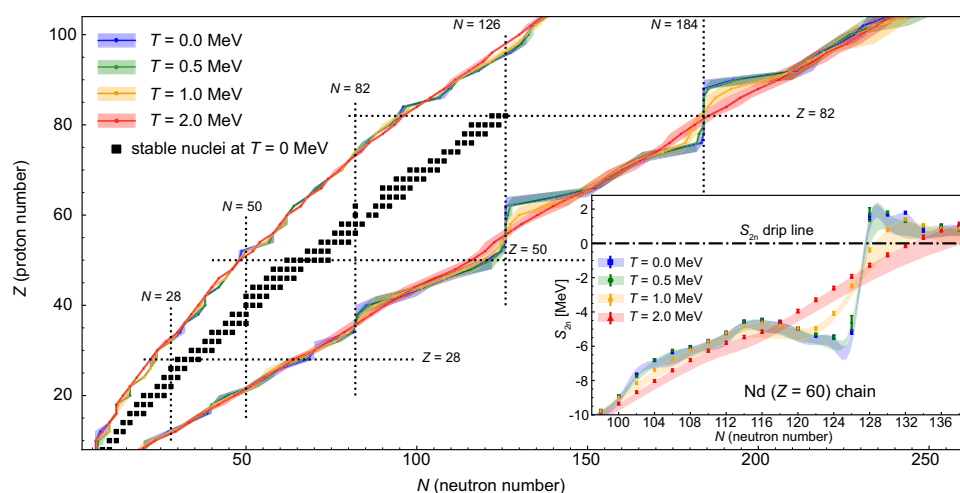 N = 126
N = 184
100
T = 0.0 MeV
T = 0.5 MeV
T = 1.0 MeV
T = 2.0 MeV
stable nuclei at T = 0 MeV
N = 82
80
Z = 82
60
N = 50
Z = 50
40
N = 28
Z = 28
20
Z (proton number)
50
100
150
200
250
N (neutron number)
2
0
-2
-4
-6
-8
-10
S2n [MeV]
S2n drip line
T = 0.0 MeV
T = 0.5 MeV
T = 1.0 MeV
T = 2.0 MeV
Nd (Z = 60) chain
100 104 108 112 116 120 124 128 132 136
N (neutron number)